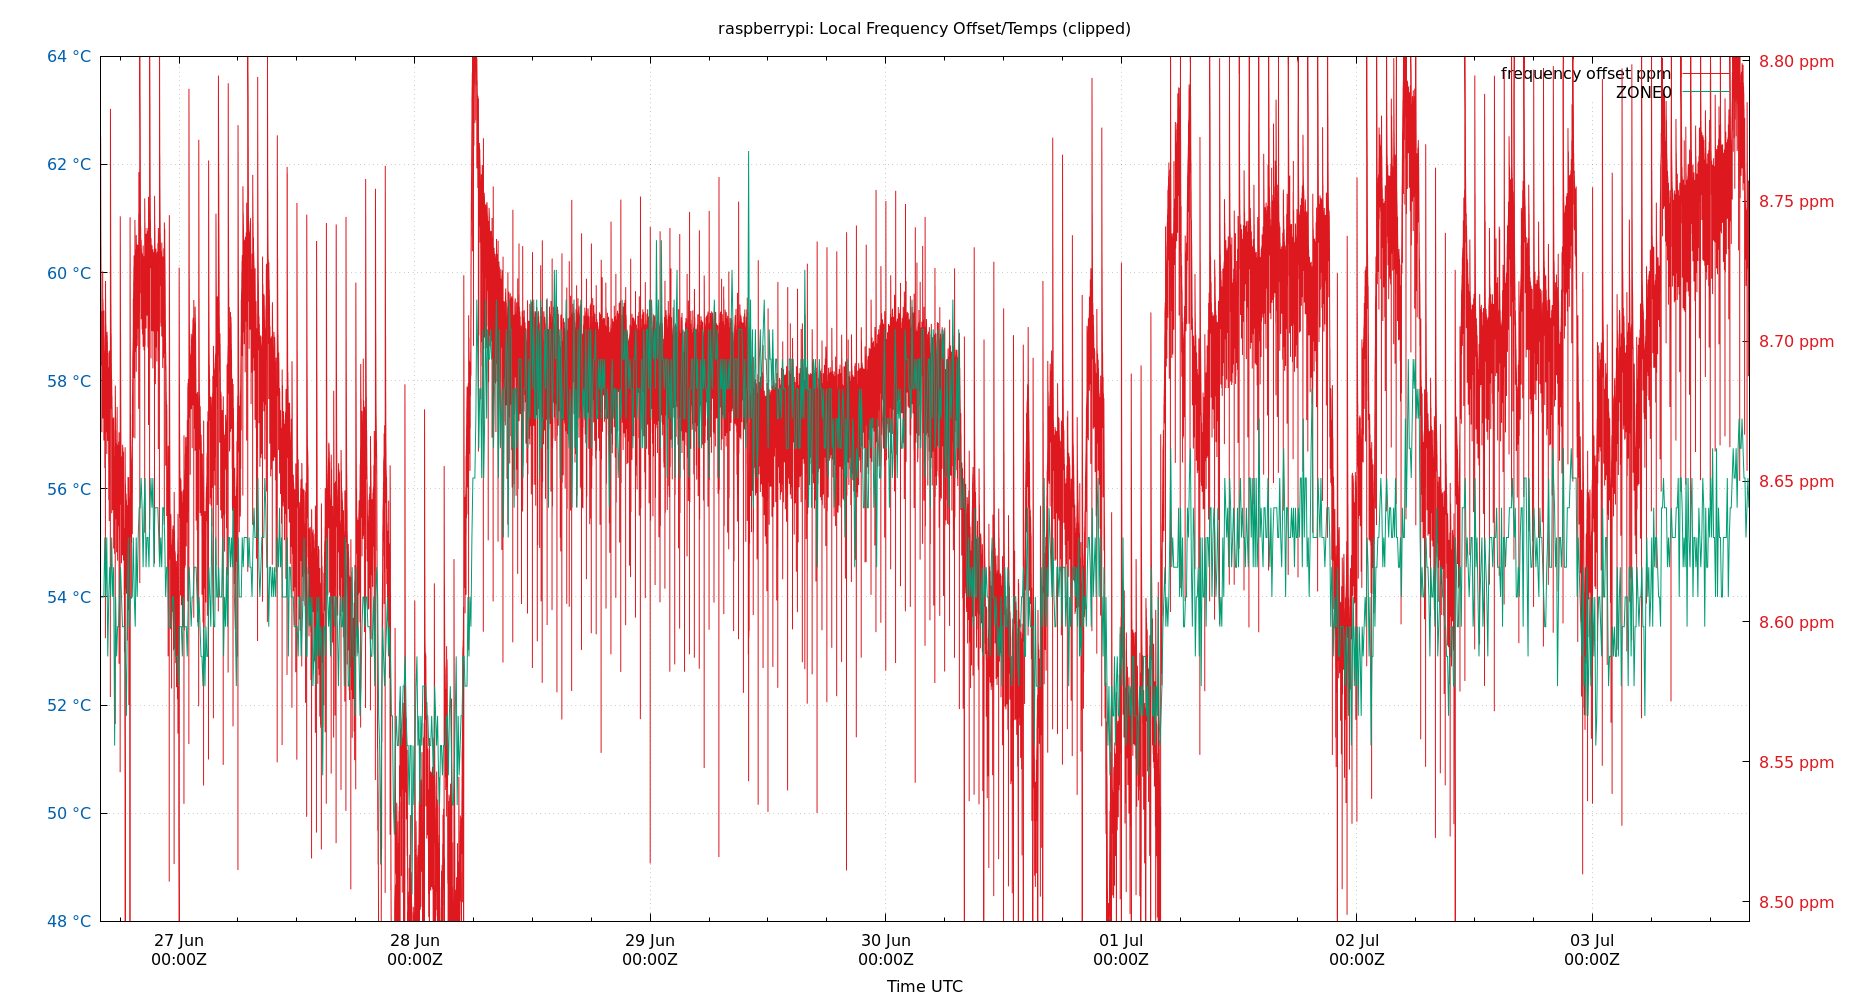 raspberrypi: Local Frequency Offset/Temps (clipped)
frequency offset ppm
ZONE0
64 °C
62 °C
60 °C
58 °C
56 °C
54 °C
52 °C
50 °C
48 °C
8.80 ppm
8.75 ppm
8.70 ppm
8.65 ppm
8.60 ppm
8.55 ppm
8.50 ppm
27 Jun 28 Jun 29 Jun 30 Jun 01 Jul 02 Jul 03 Jul
00:00Z 00:00Z 00:00Z 00:00Z 00:00Z 00:00Z 00:00Z
Time UTC